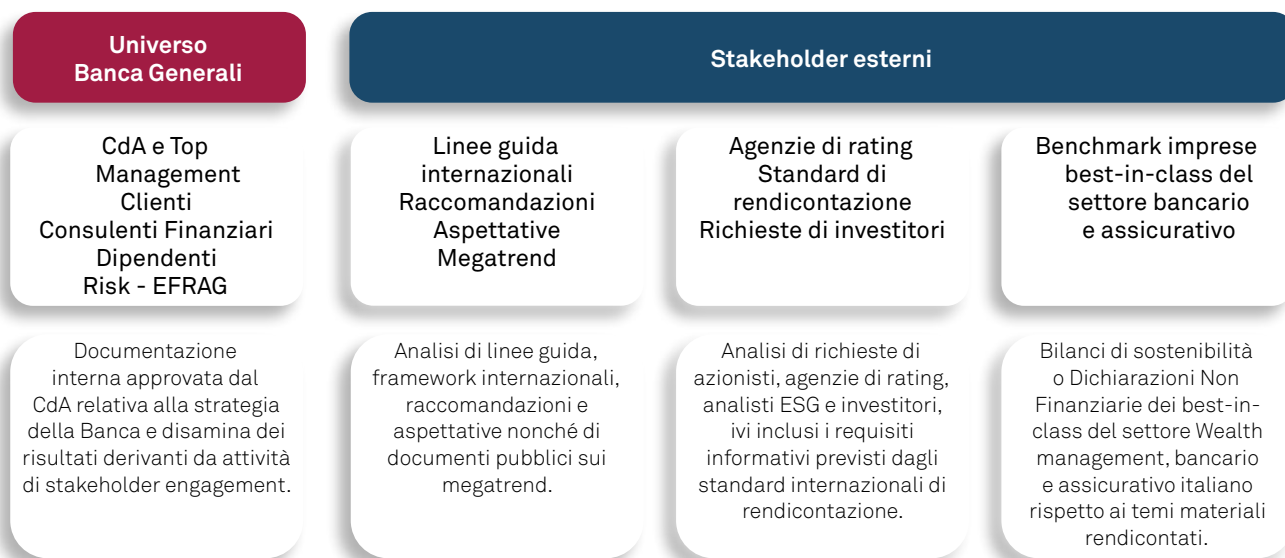 Universo
Banca Generali
Stakeholder esterni
CdA e Top
Management
Clienti
Consulenti Finanziari
Dipendenti
Risk - EFRAG
Linee guida
internazionali
Raccomandazioni
Aspettative
Megatrend
Agenzie di rating
Standard di
rendicontazione
Richieste di investitori
Benchmark imprese
best-in-class del
settore bancario
e assicurativo
Documentazione
interna approvata dal
CdA relativa alla strategia
della Banca e disamina dei
risultati derivanti da attività
di stakeholder engagement.
Analisi di linee guida,
framework internazionali,
raccomandazioni e
aspettative nonché di
documenti pubblici sui
megatrend.
Analisi di richieste di
azionisti, agenzie di rating,
analisti ESG e investitori,
ivi inclusi i requisiti
informativi previsti dagli
standard internazionali di
rendicontazione.
Bilanci di sostenibilità
o Dichiarazioni Non
Finanziarie dei best-in-
class del settore Wealth
management, bancario
e assicurativo italiano
rispetto ai temi materiali
rendicontati.